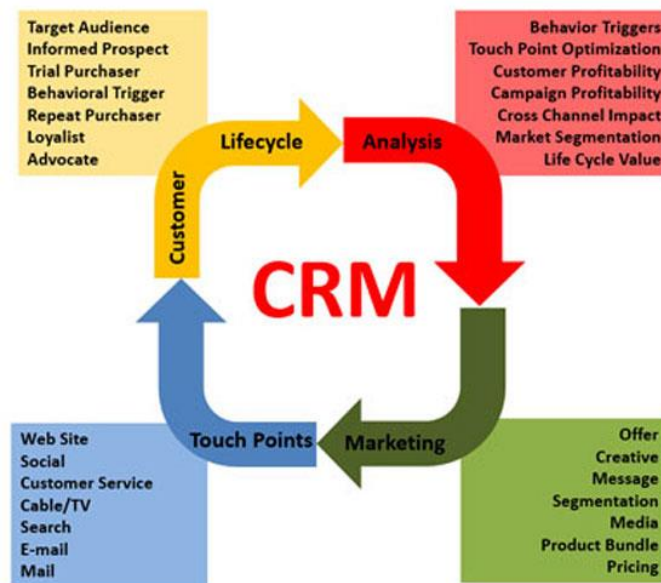 Target Audience
Informed Prospect
Trial Purchaser
Behavioral Trigger
Repeat Purchaser
Loyalist
Advocate
Behavior Triggers
Touch Point Optimization
Customer Profitability
Campaign Profitability
Cross Channel Impact
Market Segmentation
Life Cycle Value
Customer
Lifecycle
Analysis
CRM
Touch Points
Marketing
Web Site
Social
Customer Service
Cable/TV
Search
E-mail
Mail
Offer
Creative
Message
Segmentation
Media
Product Bundle
Pricing